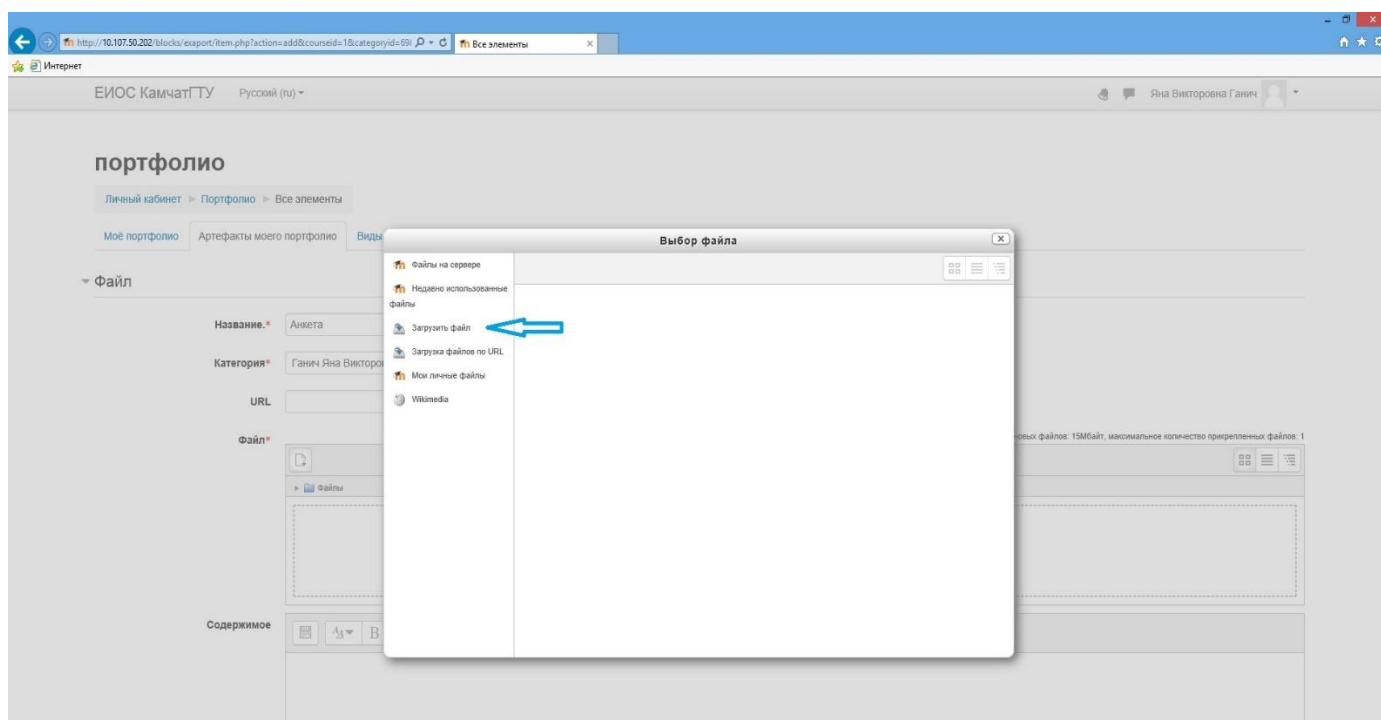 http://10.107.50.202/blocks/exaport/item.php?action=add&courseid=1&categoryid=69
Все элементы
Интернет
ЕИОС КамчатГТУ Русский (ru)
Яна Викторовна Ганич
портфолио
Личный кабинет Портфолио Все элементы
Моё портфолио Артефакты моего портфолио Виды
Выбор файла
Файлы на сервере
Недавно использованные
файлы
Загрузить файл
Загрузка файлов по URL
Мои личные файлы
Wikimedia
Файл
Название.* Анкета
Категория* Ганич Яна Викторо
URL
Файл*
новых файлов: 15Мбайт, максимальное количество прикрепленных файлов: 1
Файлы
Содержимое
B